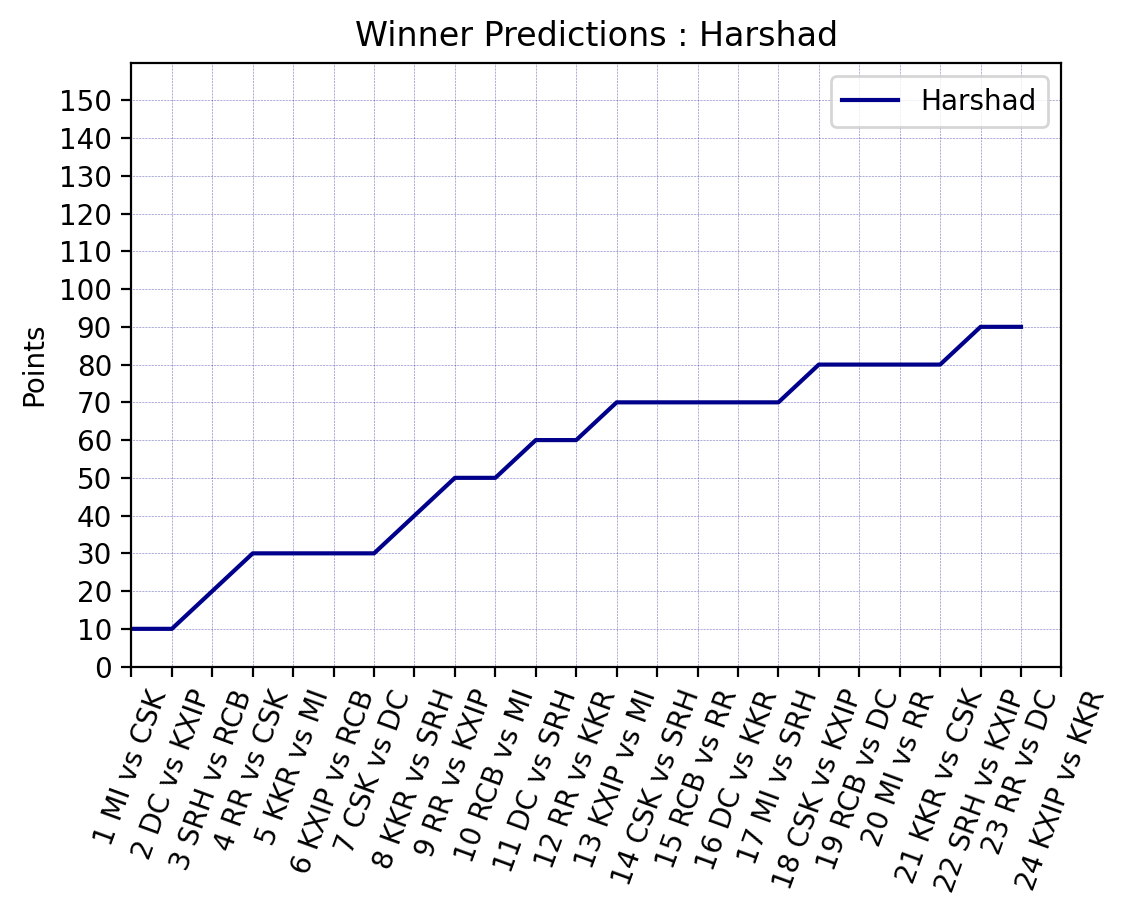 Winner Predictions : Harshad
Harshad
Points
150
140
130
120
110
100
90
80
70
60
50
40
30
20
10
0
1 MI vs CSK
2 DC vs KXIP
3 SRH vs RCB
4 RR vs CSK
5 KKR vs MI
6 KXIP vs RCB
7 CSK vs DC
8 KKR vs SRH
9 RR vs KXIP
10 RCB vs MI
11 DC vs SRH
12 RR vs KKR
13 KXIP vs MI
14 CSK vs SRH
15 RCB vs RR
16 DC vs KKR
17 MI vs SRH
18 CSK vs KXIP
19 RCB vs DC
20 MI vs RR
21 KKR vs CSK
22 SRH vs KXIP
23 RR vs DC
24 KXIP vs KKR